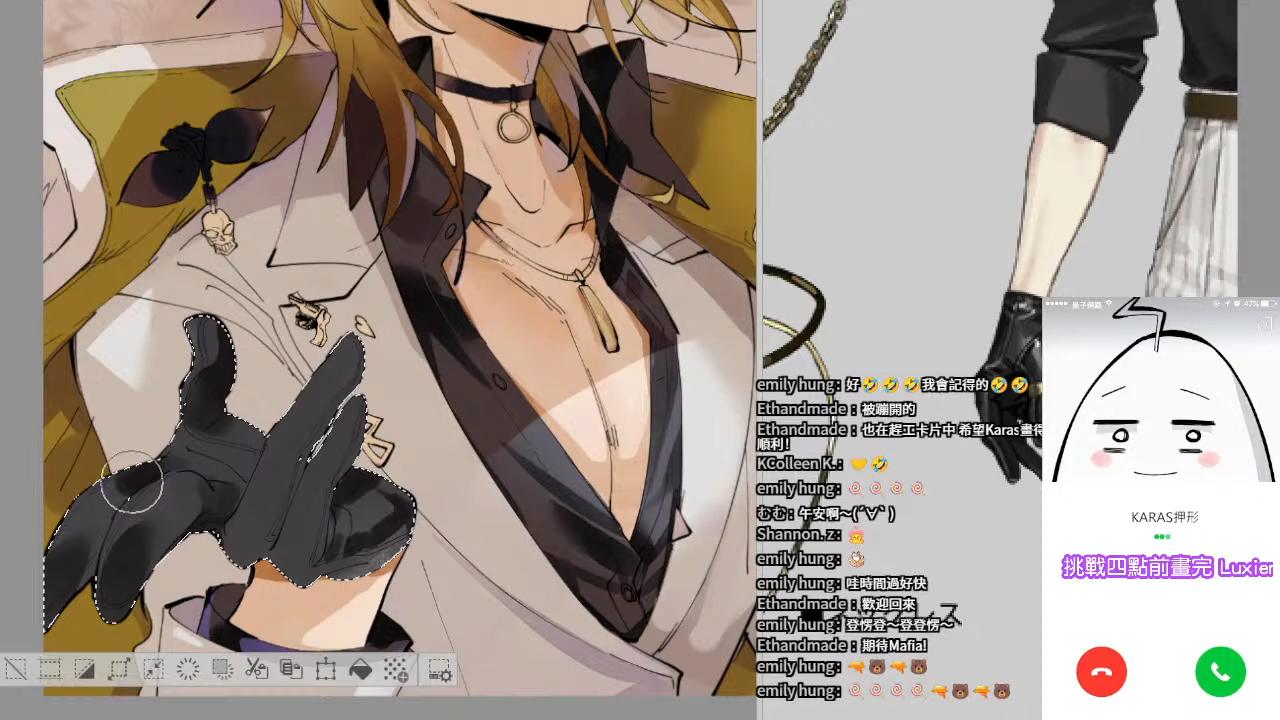 47%
emily hung: 好🤣🤣🤣我會記得的🤣🤣
Ethandmade: 被蹦開的
Ethandmade: 也在趕工卡片中 希望Karas畫得
順利!
KColleen K.: 🤝🤣
emily hung: 🍥🍥🍥🍥
むむ: 午安啊~(´∀`)
Shannon. z:
emily hung:
emily hung: 哇時間過好快
Ethandmade: 歡迎回來
emily hung: 登愣登~登登愣~
Ethandmade: 期待Mafia!
emily hung: 🔫🐻🔫🐻
emily hung: 🍥🍥🍥🍥🔫🐻🔫🐻
KARAS押形
挑戰四點前畫完 Luxier